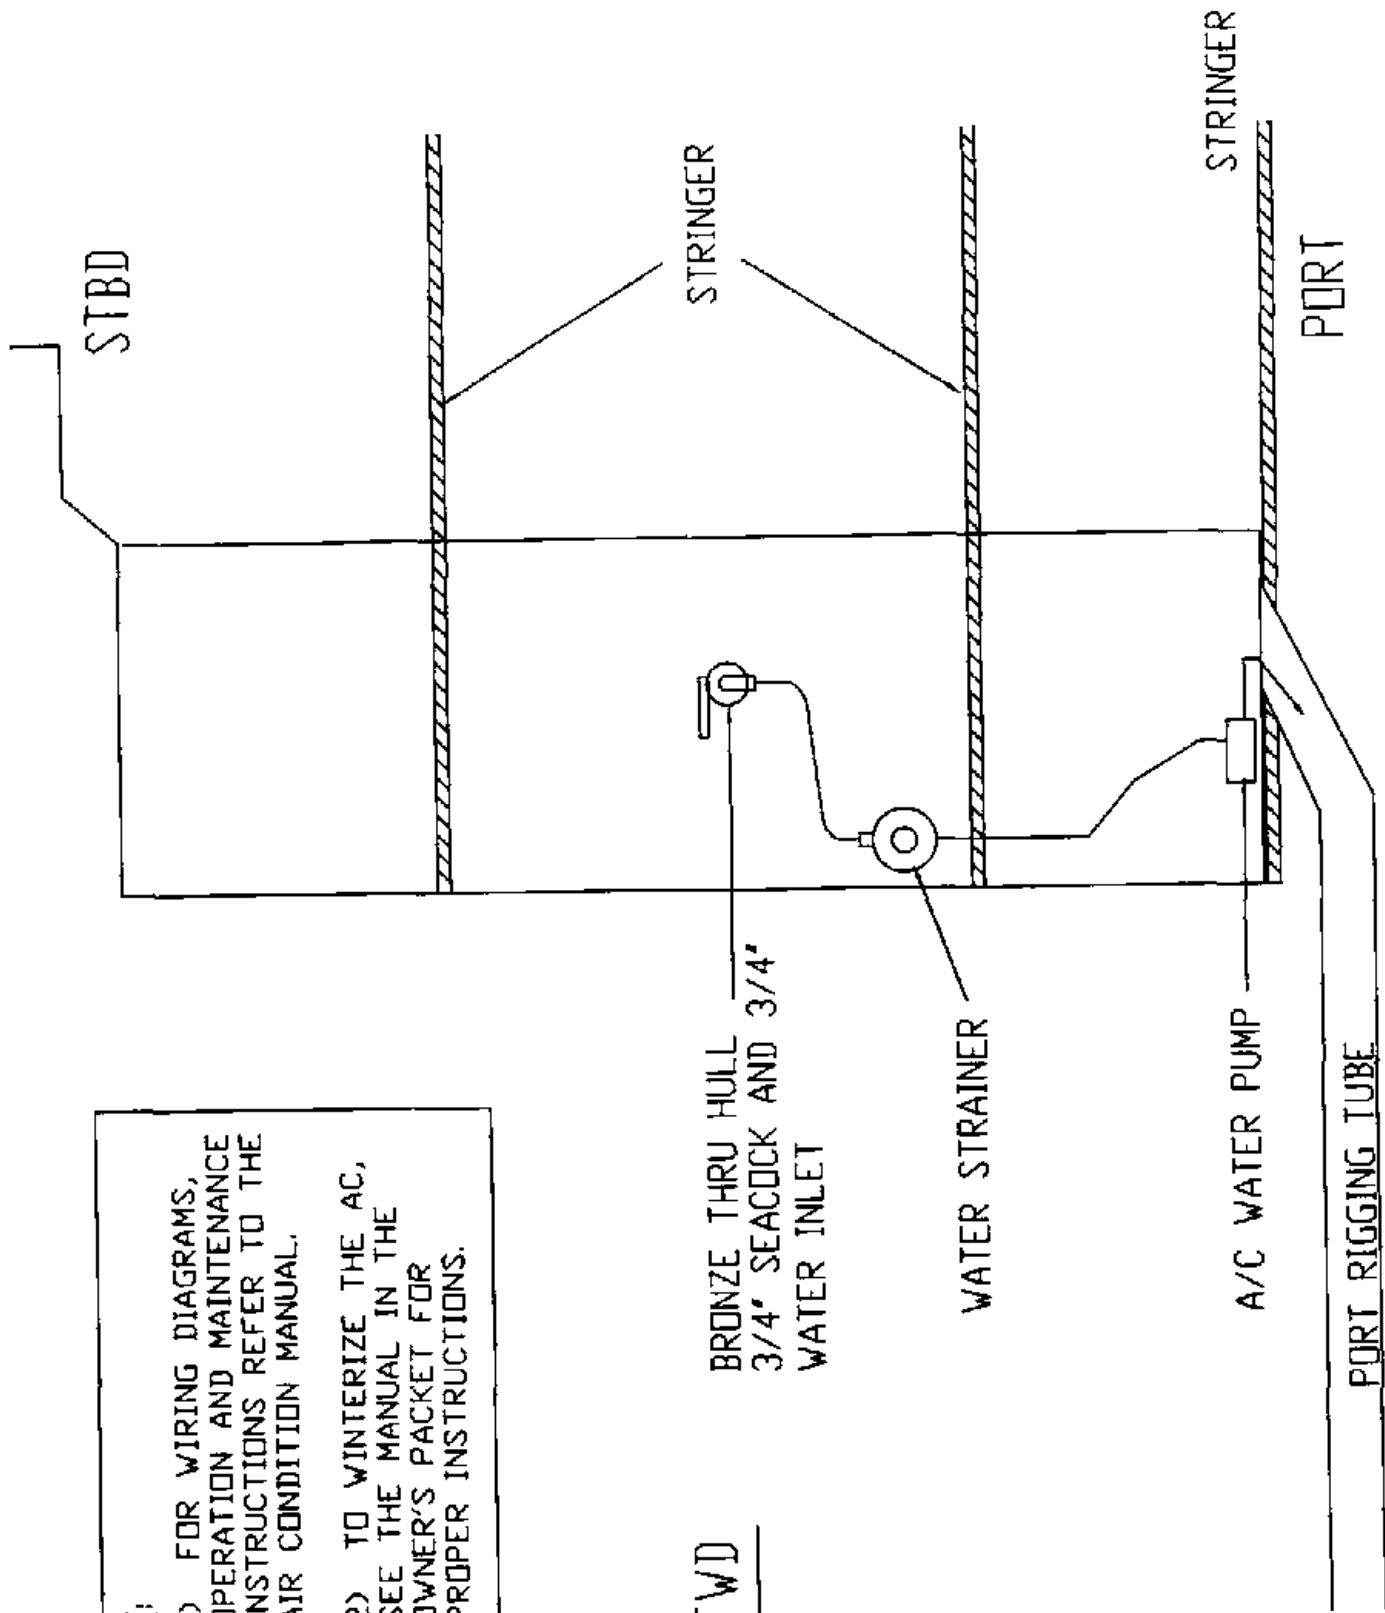 ) FOR WIRING DIAGRAMS,
OPERATION AND MAINTENANCE
INSTRUCTIONS REFER TO THE
AIR CONDITION MANUAL.
2) TO WINTERIZE THE AC,
SEE THE MANUAL IN THE
OWNER'S PACKET FOR
PROPER INSTRUCTIONS.
STBD
STRINGER
BRONZE THRU HULL
3/4" SEACOCK AND 3/4"
WATER INLET
FWD
WATER STRAINER
STRINGER
A/C WATER PUMP
PORT
PORT RIGGING TUBE